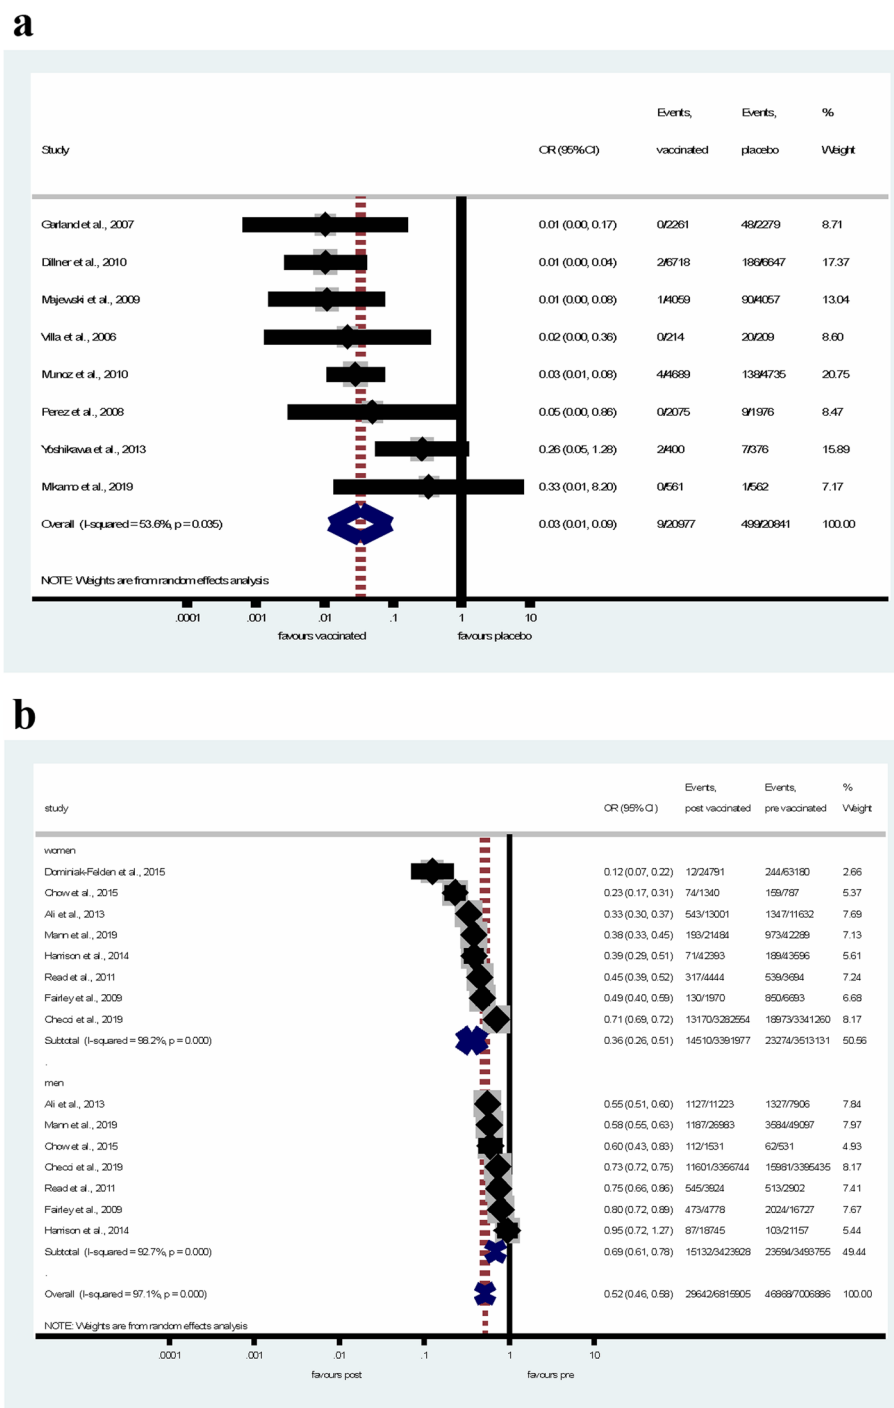 a
Events, Events, %
Study OR (95% CI) vaccinated placebo Weight
Garland et al., 2007 0.01 (0.00, 0.17) 0/2261 48/2279 8.71
Dillner et al., 2010 0.01 (0.00, 0.04) 2/6718 186/6647 17.37
Majewski et al., 2009 0.01 (0.00, 0.08) 1/4059 90/4057 13.04
Villa et al., 2006 0.02 (0.00, 0.36) 0/214 20/209 8.60
Munoz et al., 2010 0.03 (0.01, 0.08) 4/4689 138/4735 20.75
Perez et al., 2008 0.05 (0.00, 0.86) 0/2075 9/1976 8.47
Yoshikawa et al., 2013 0.26 (0.05, 1.28) 2/400 7/376 15.89
Mikamo et al., 2019 0.33 (0.01, 8.20) 0/561 1/562 7.17
Overall (I-squared = 53.6%, p = 0.035) 0.03 (0.01, 0.09) 9/20977 499/20841 100.00
NOTE: Weights are from random effects analysis
.0001 .001 .01 .1 1 10
favours vaccinated favours placebo
b
Events, Events, %
study OR (95% CI) post vaccinated pre vaccinated Weight
women
Dominiak-Felden et al., 2015 0.12 (0.07, 0.22) 12/24791 244/63180 2.66
Chow et al., 2015 0.23 (0.17, 0.31) 74/1340 159/787 5.37
Ali et al., 2013 0.33 (0.30, 0.37) 543/13001 1347/11632 7.69
Mann et al., 2019 0.38 (0.33, 0.45) 193/21484 973/42289 7.13
Harrison et al., 2014 0.39 (0.29, 0.51) 71/42393 189/43596 5.61
Read et al., 2011 0.45 (0.39, 0.52) 317/4444 539/3694 7.24
Fairley et al., 2009 0.49 (0.40, 0.59) 130/1970 850/6693 6.68
Checci et al., 2019 0.71 (0.69, 0.72) 13170/3282554 18973/3341260 8.17
Subtotal (I-squared = 98.2%, p = 0.000) 0.36 (0.26, 0.51) 14510/3391977 23274/3513131 50.56
.
men
Ali et al., 2013 0.55 (0.51, 0.60) 1127/11223 1327/7906 7.84
Mann et al., 2019 0.58 (0.55, 0.63) 1187/26983 3584/49097 7.97
Chow et al., 2015 0.60 (0.43, 0.83) 112/1531 62/531 4.93
Checci et al., 2019 0.73 (0.72, 0.75) 11601/3356744 15981/3395435 8.17
Read et al., 2011 0.75 (0.66, 0.86) 545/3924 513/2902 7.41
Fairley et al., 2009 0.80 (0.72, 0.89) 473/4778 2024/16727 7.67
Harrison et al., 2014 0.95 (0.72, 1.27) 87/18745 103/21157 5.44
Subtotal (I-squared = 92.7%, p = 0.000) 0.69 (0.61, 0.78) 15132/3423928 23594/3493755 49.44
.
Overall (I-squared = 97.1%, p = 0.000) 0.52 (0.46, 0.58) 29642/6815905 46868/7006886 100.00
NOTE: Weights are from random effects analysis
.0001 .001 .01 .1 1 10
favours post favours pre